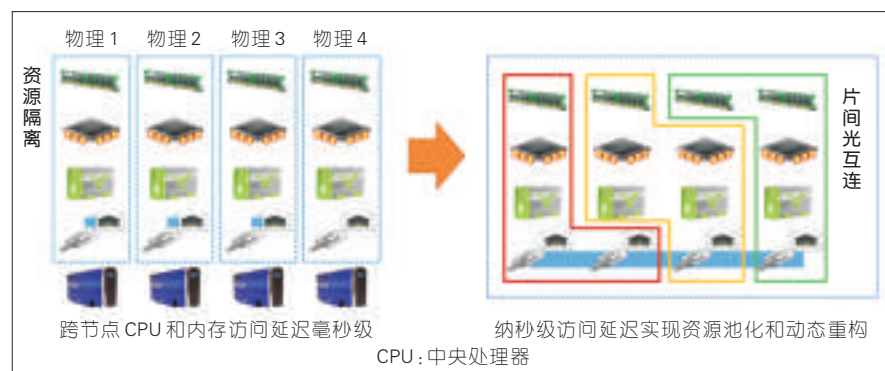 物理 1 物理 2 物理 3 物理 4
资源隔离
片间光互连
跨节点 CPU 和内存访问延迟毫秒级
纳秒级访问延迟实现资源池化和动态重构
CPU：中央处理器